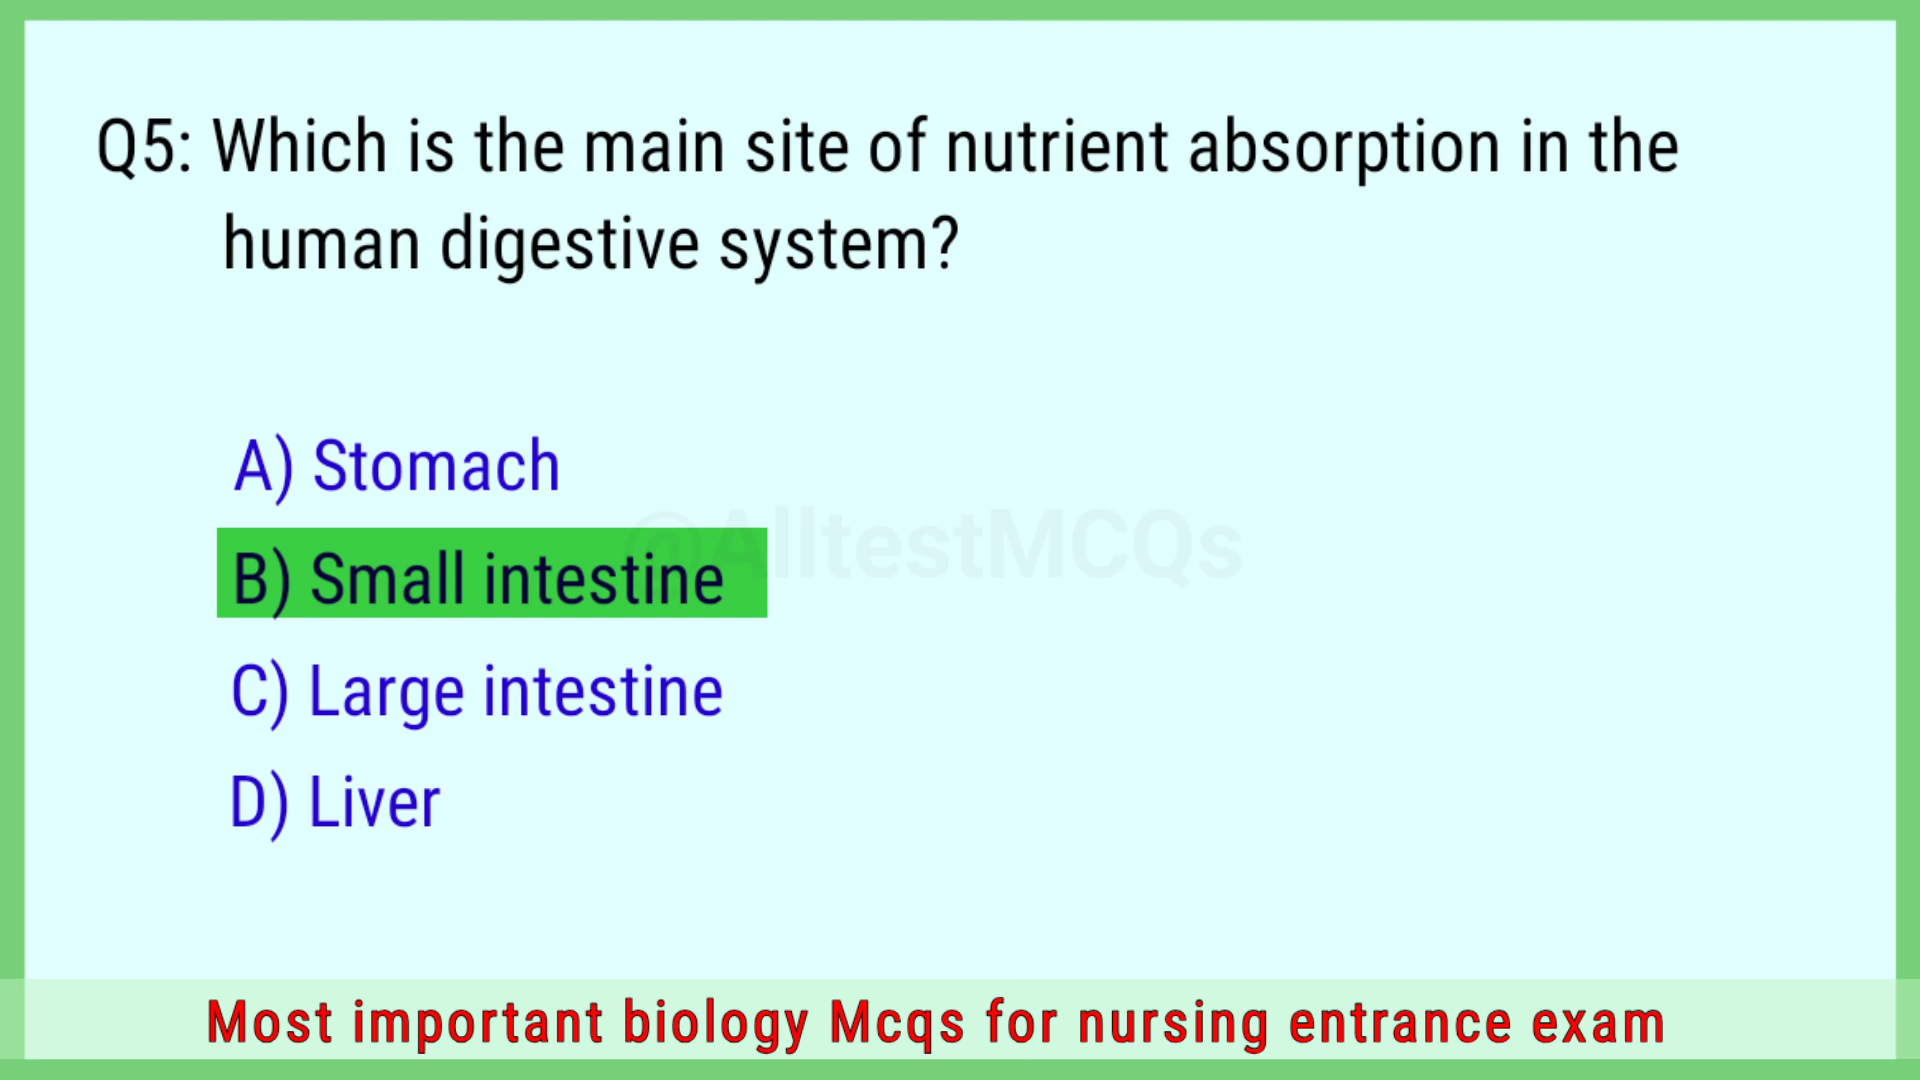 Q5: Which is the main site of nutrient absorption in the
human digestive system?
A) Stomach
@AlltestMCQs
B) Small intestine
C) Large intestine
D) Liver
Most important biology Mcqs for nursing entrance exam